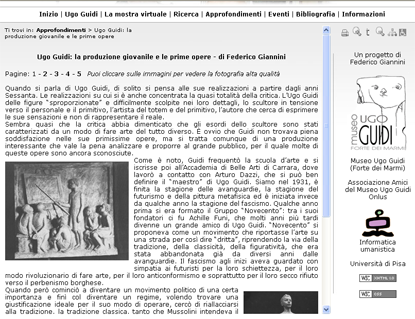 Inizio | Ugo Guidi | La mostra virtuale | Ricerca | Approfondimenti | Eventi | Bibliografia | Informazioni
Ti trovi in: Approfondimenti > Ugo Guidi: la
produzione giovanile e le prime opere
Ugo Guidi: la produzione giovanile e le prime opere - di Federico Giannini
Pagine: 1 - 2 - 3 - 4 - 5 Puoi cliccare sulle immagini per vedere la fotografia alta qualità
Quando si parla di Ugo Guidi, di solito si pensa alle sue realizzazioni a partire dagli anni
Sessanta. Le realizzazioni su cui si è anche concentrata la quasi totalità della critica. L'Ugo Guidi
delle figure "sproporzionate" e difficilmente scolpite nei loro dettagli, lo scultore in tensione
verso il personale e il primitivo, l'artista del totem e del primitivo, l'autore che cerca di esprimere
le sue sensazioni e non di rappresentare il reale.
Sembra quasi che la critica abbia dimenticato che gli esordi dello scultore sono stati
caratterizzati da un modo di fare arte del tutto diverso. È ovvio che Guidi non trovava piena
soddisfazione nelle sue primissime opere, ma si tratta comunque di una produzione
interessante che vale la pena analizzare e proporre al grande pubblico, per il quale molte di
queste opere sono ancora sconosciute.
Come è noto, Guidi frequentò la scuola d'arte e si
iscrisse poi all'Accademia di Belle Arti di Carrara, dove
lavorò a contatto con Arturo Dazzi, che si può ben
definire il "maestro" di Ugo Guidi. Siamo nel 1931, è
finita la stagione delle avanguardie, la stagione del
futurismo e della pittura metafisica ed è iniziata invece
da qualche anno la stagione del fascismo. Qualche anno
prima si era formato il Gruppo "Novecento": tra i suoi
fondatori ci fu Achille Funi, che molti anni più tardi
divenne un grande amico di Ugo Guidi. "Novecento" si
proponeva come un movimento che riportasse l'arte su
una strada per così dire "dritta", riprendendo la via della
tradizione, della classicità, della figuratività, che era
stata abbandonata già da diversi anni dalle
avanguardie. Il fascismo agli inizi aveva guardato con
simpatia ai futuristi per la loro schiettezza, per il loro
modo rivoluzionario di fare arte, per il loro anticonformismo e soprattutto per il loro secco rifiuto
verso il perbenismo borghese.
Quando però cominciò a diventare un movimento politico di una certa
importanza e finì col diventare un regime, volendo trovare una
giustificazione ideale per il suo modo di operare, cercò di riallacciarsi
alla tradizione, la tradizione classica, tanto che Mussolini intendeva il
Un progetto di
Federico Giannini
museo
UGO
GUIDI
FORTE DEI MARMI
Museo Ugo Guidi
(Forte dei Marmi)
Associazione Amici
del Museo Ugo Guidi
Onlus
Informatica
umanistica
Università di Pisa
W3C
W3C